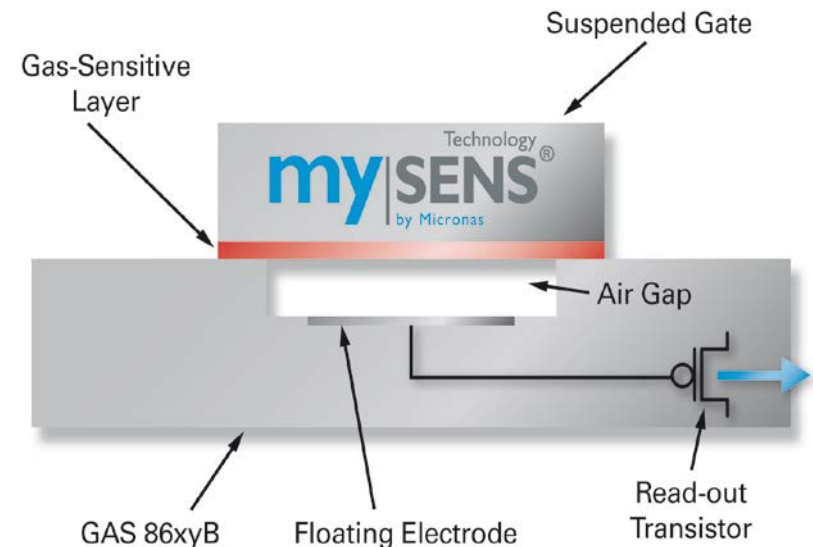 Suspended Gate
Gas-Sensitive
Layer
Technology
my|SENS®
by Micronas
Air Gap
GAS 86xyB
Floating Electrode
Read-out
Transistor